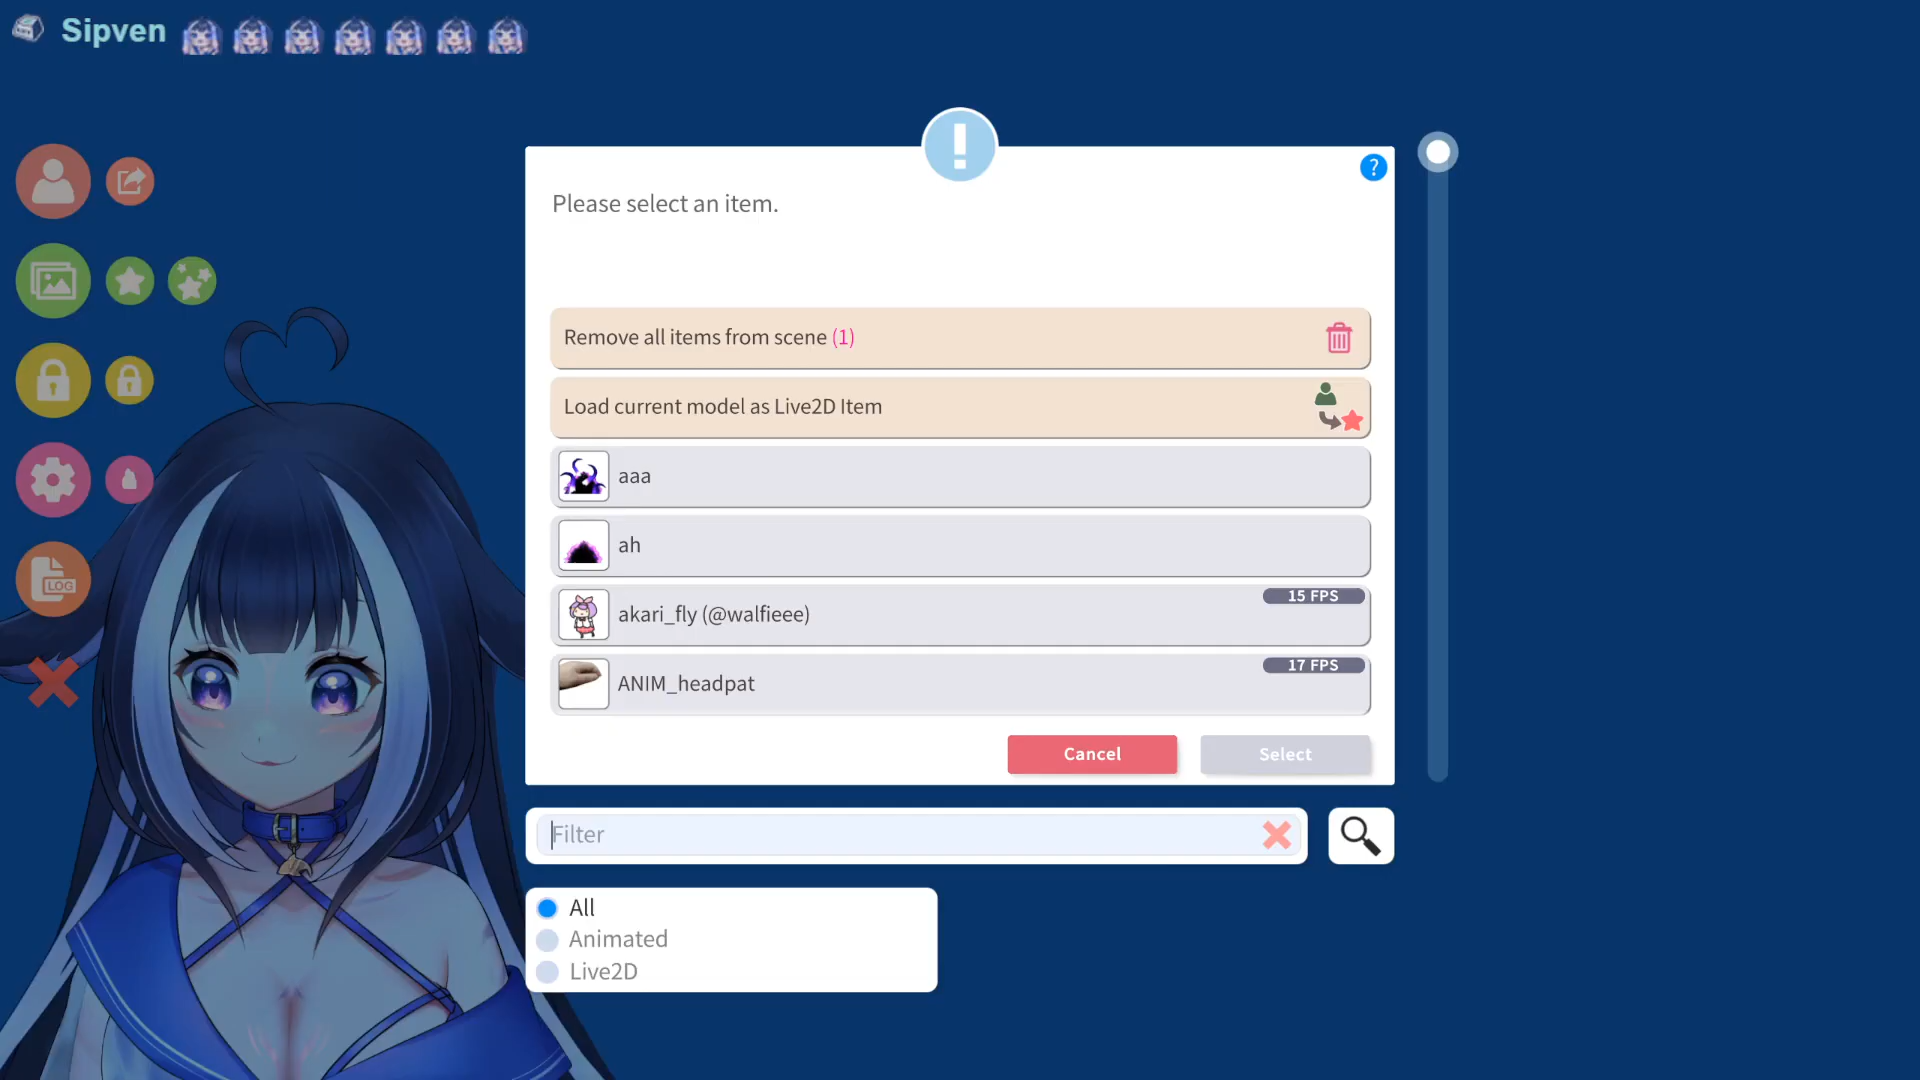 Sipven
?
Please select an item.
Remove all items from scene (1)
Load current model as Live2D Item
aaa
ah
15 FPS
akari_fly (@walfieee)
17 FPS
ANIM_headpat
LOG
Cancel
Select
Filter
All
Animated
Live2D